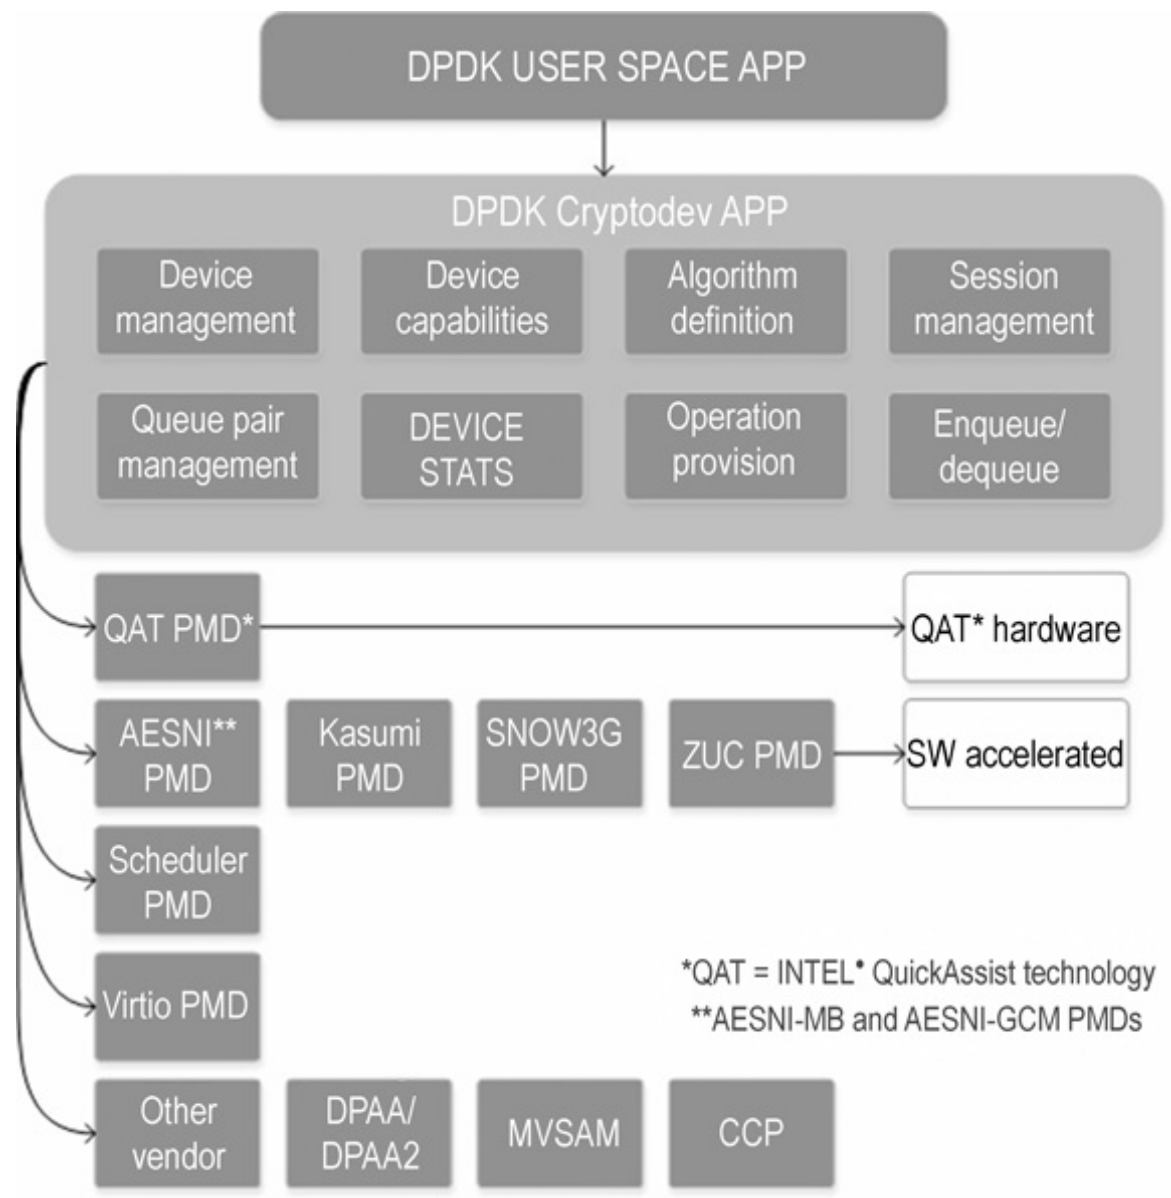 DPDK USER SPACE APP
DPDK Cryptodev APP
Device
management
Device
capabilities
Algorithm
definition
Session
management
Queue pair
management
DEVICE
STATS
Operation
provision
Enqueue/
dequeue
QAT PMD*
QAT* hardware
AESNI**
PMD
Kasumi
PMD
SNOW3G
PMD
ZUC PMD
SW accelerated
Scheduler
PMD
Virtio PMD
*QAT = INTEL• QuickAssist technology
**AESNI-MB and AESNI-GCM PMDs
Other
vendor
DPAA/
DPAA2
MVSAM
CCP